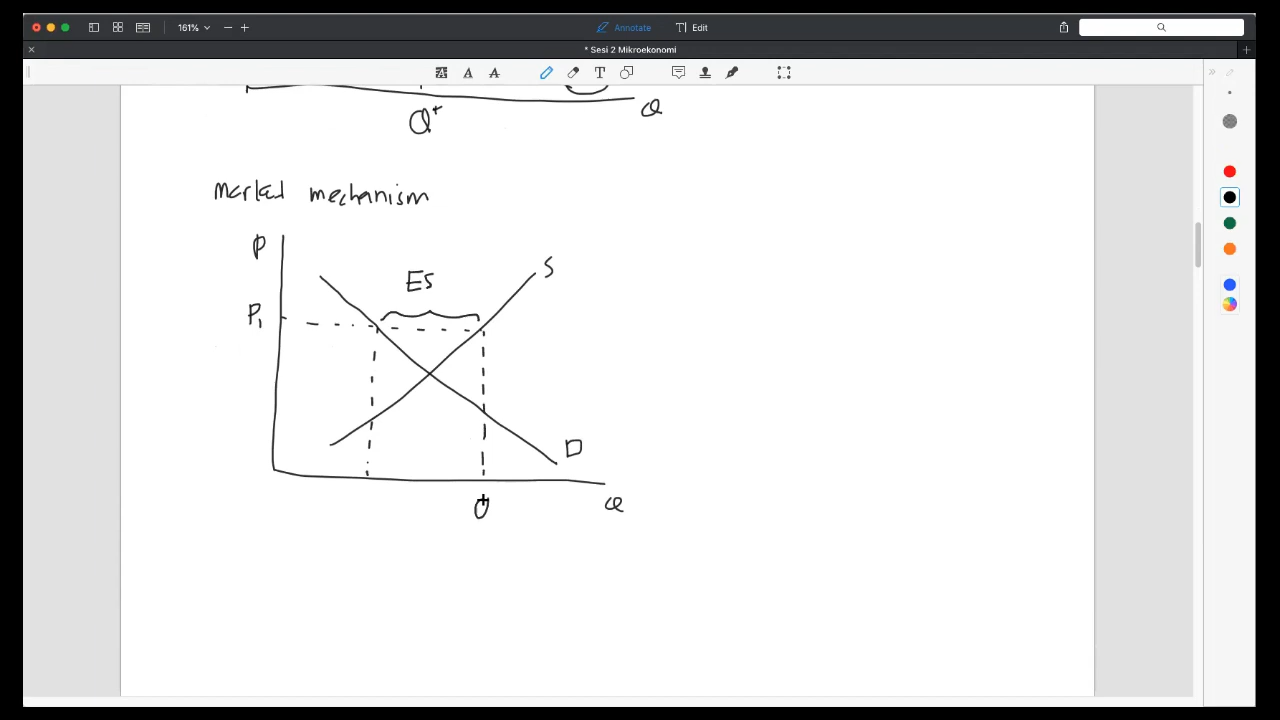 161%
Annotate
Edit
* Sesi 2 Mikroekonomi
Q*
Q
Market mechanism
P
ES
S
P1
D
Q